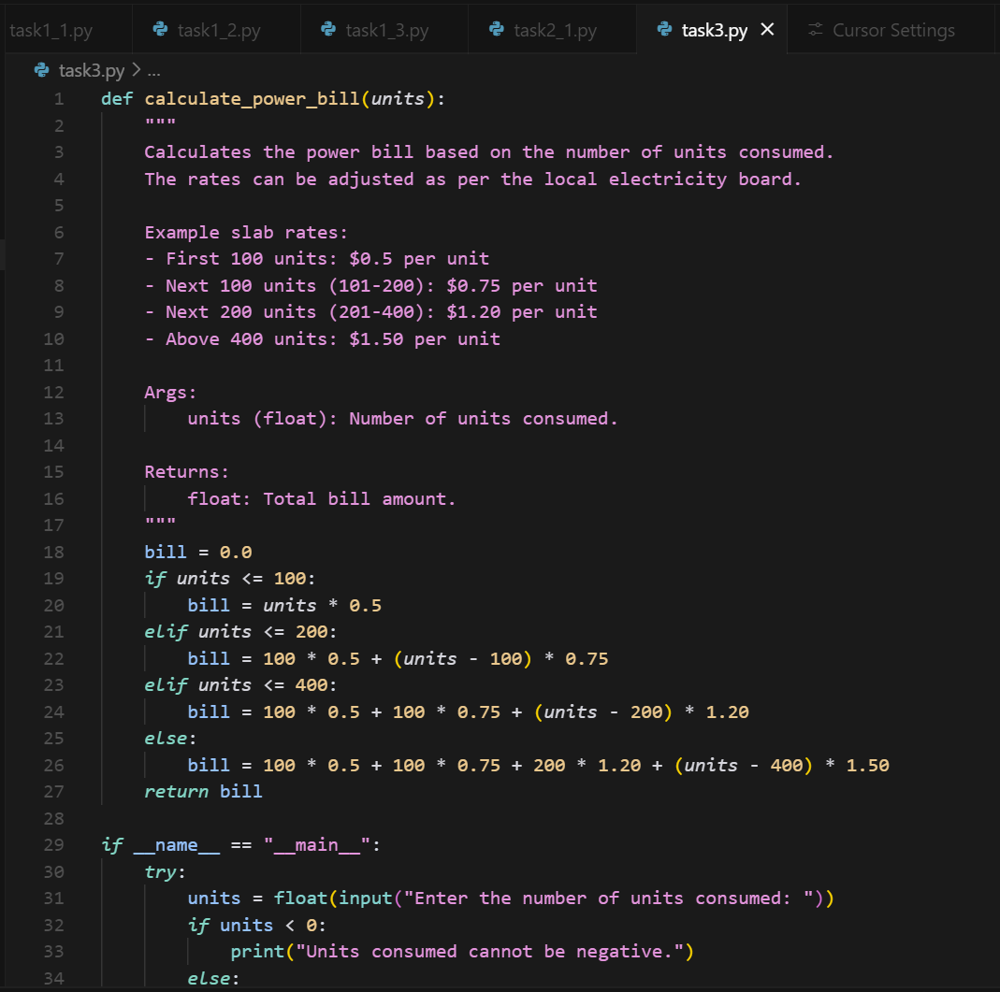 task1_1.py task1_2.py task1_3.py task2_1.py task3.py Cursor Settings
task3.py > ...
1 def calculate_power_bill(units):
2     """
3     Calculates the power bill based on the number of units consumed.
4     The rates can be adjusted as per the local electricity board.
5
6     Example slab rates:
7     - First 100 units: $0.5 per unit
8     - Next 100 units (101-200): $0.75 per unit
9     - Next 200 units (201-400): $1.20 per unit
10     - Above 400 units: $1.50 per unit
11
12     Args:
13         units (float): Number of units consumed.
14
15     Returns:
16         float: Total bill amount.
17     """
18     bill = 0.0
19     if units <= 100:
20         bill = units * 0.5
21     elif units <= 200:
22         bill = 100 * 0.5 + (units - 100) * 0.75
23     elif units <= 400:
24         bill = 100 * 0.5 + 100 * 0.75 + (units - 200) * 1.20
25     else:
26         bill = 100 * 0.5 + 100 * 0.75 + 200 * 1.20 + (units - 400) * 1.50
27     return bill
28
29 if __name__ == "__main__":
30     try:
31         units = float(input("Enter the number of units consumed: "))
32         if units < 0:
33             print("Units consumed cannot be negative.")
34         else: